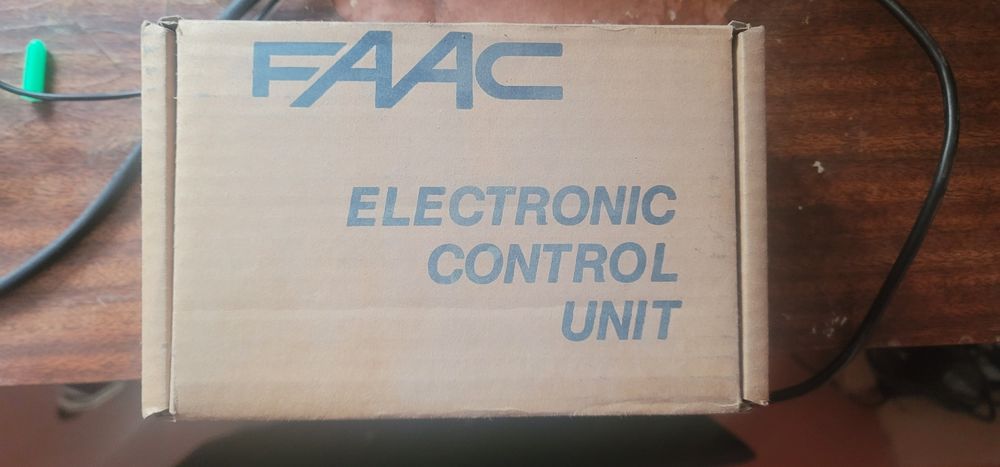 FAAC
ELECTRONIC
CONTROL
UNIT